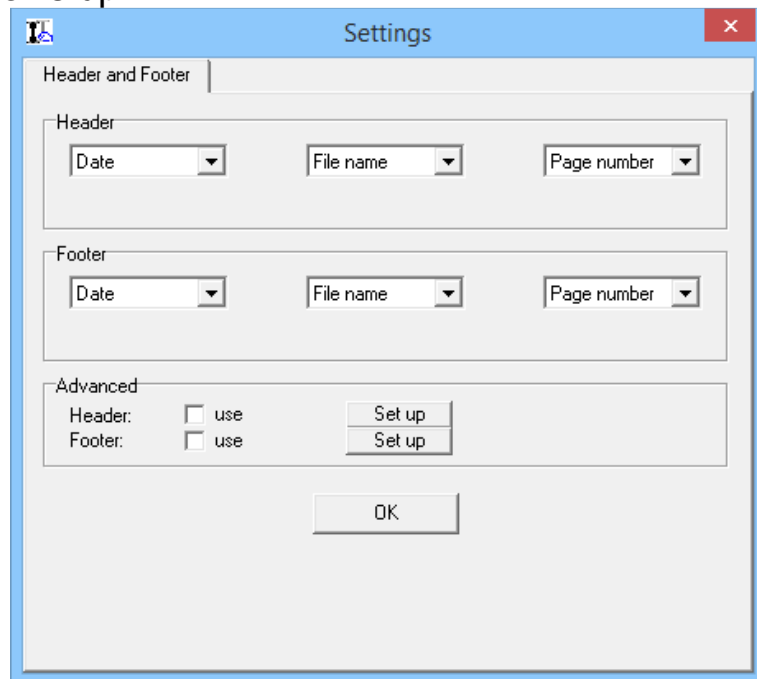 Settings
Header and Footer
Header
Date File name Page number
Footer
Date File name Page number
Advanced
Header: use Set up
Footer: use Set up
OK